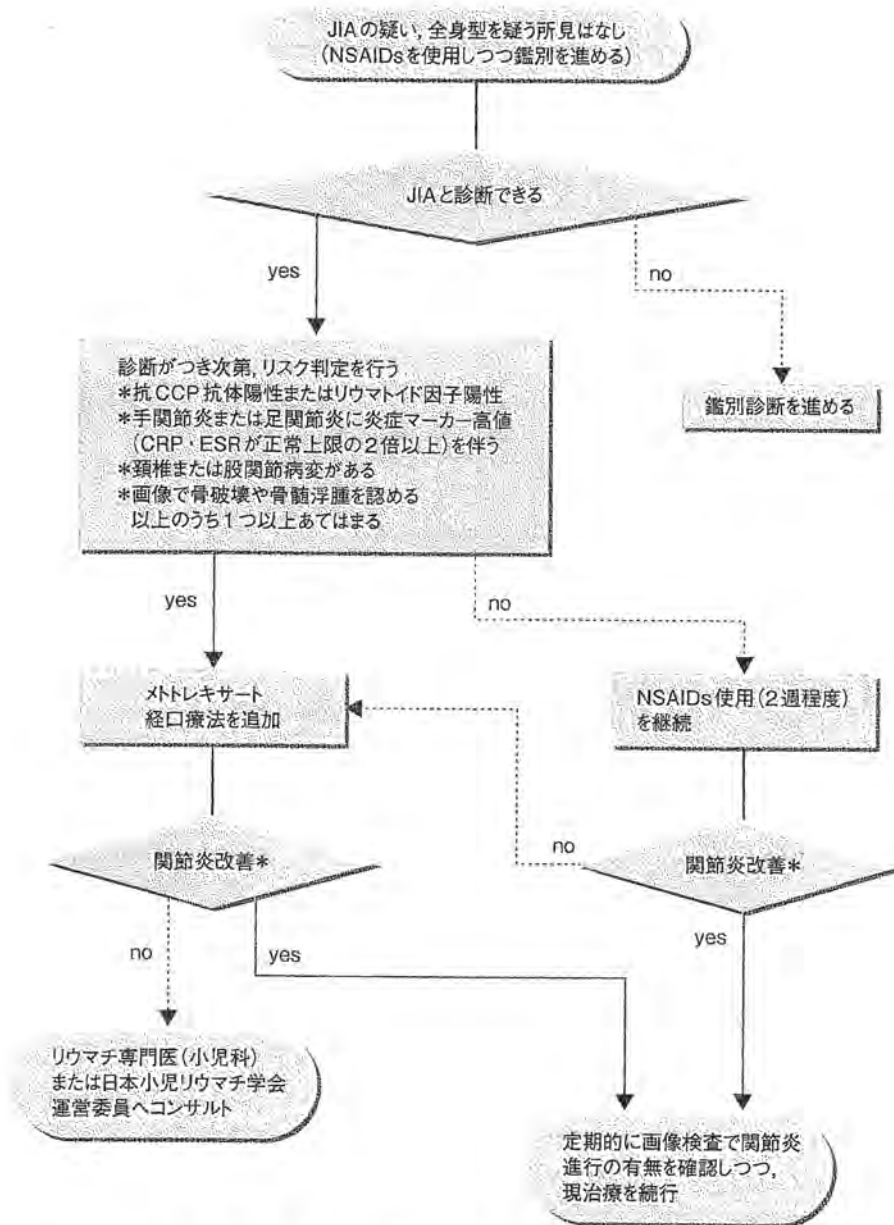 JIAの疑い,全身型を疑う所見はなし
(NSAIDsを使用しつつ鑑別を進める)
JIAと診断できる
yes
no
診断がつき次第,リスク判定を行う
*抗CCP抗体陽性またはリウマトイド因子陽性
*手関節炎または足関節炎に炎症マーカー高値
(CRP・ESRが正常上限の2倍以上)を伴う
*頚椎または股関節病変がある
*画像で骨破壊や骨髄浮腫を認める
以上のうち1つ以上あてはまる
鑑別診断を進める
yes
no
メトトレキサート
経口療法を追加
NSAIDs使用(2週程度)
を継続
no
関節炎改善*
関節炎改善*
no
yes
yes
リウマチ専門医(小児科)
または日本小児リウマチ学会
運営委員へコンサルト
定期的に画像検査で関節炎
進行の有無を確認しつつ,
現治療を続行